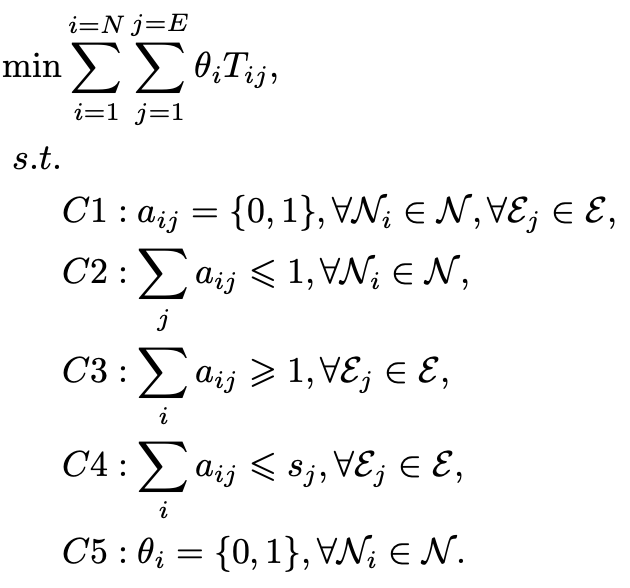 min ∑_{i=1}^{i=N} ∑_{j=1}^{j=E} θ_i T_{ij},
s.t.
C1 : a_{ij} = {0, 1}, ∀𝒩_i ∈ 𝒩, ∀ℰ_j ∈ ℰ,
C2 : ∑_j a_{ij} ⩽ 1, ∀𝒩_i ∈ 𝒩,
C3 : ∑_i a_{ij} ⩾ 1, ∀ℰ_j ∈ ℰ,
C4 : ∑_i a_{ij} ⩽ s_j, ∀ℰ_j ∈ ℰ,
C5 : θ_i = {0, 1}, ∀𝒩_i ∈ 𝒩.